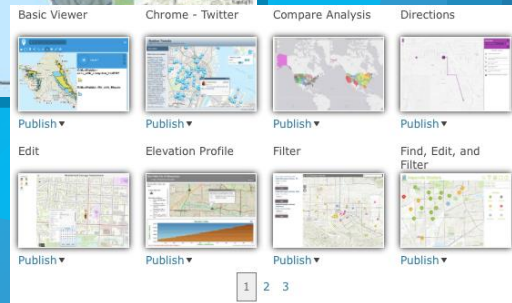 Basic Viewer
Chrome - Twitter
Compare Analysis
Directions
Publish▼
Publish▼
Publish▼
Publish▼
Edit
Elevation Profile
Filter
Find, Edit, and
Filter
Publish▼
Publish▼
Publish▼
Publish▼
1 2 3